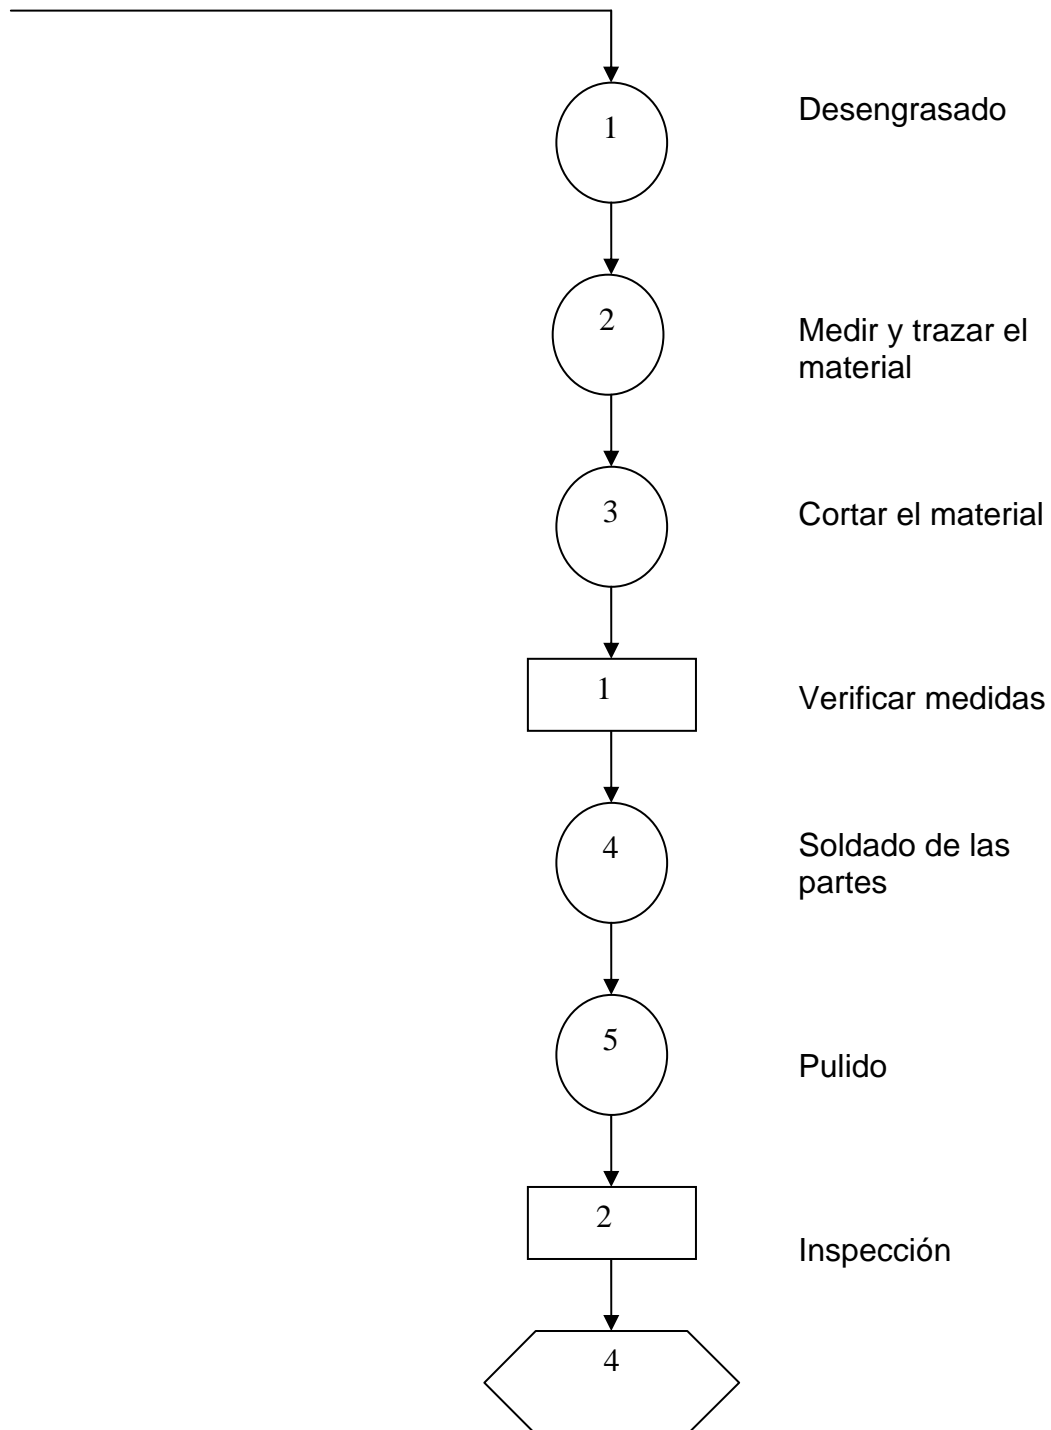 1
Desengrasado
2
Medir y trazar el
material
3
Cortar el material
1
Verificar medidas
4
Soldado de las
partes
5
Pulido
2
Inspección
4